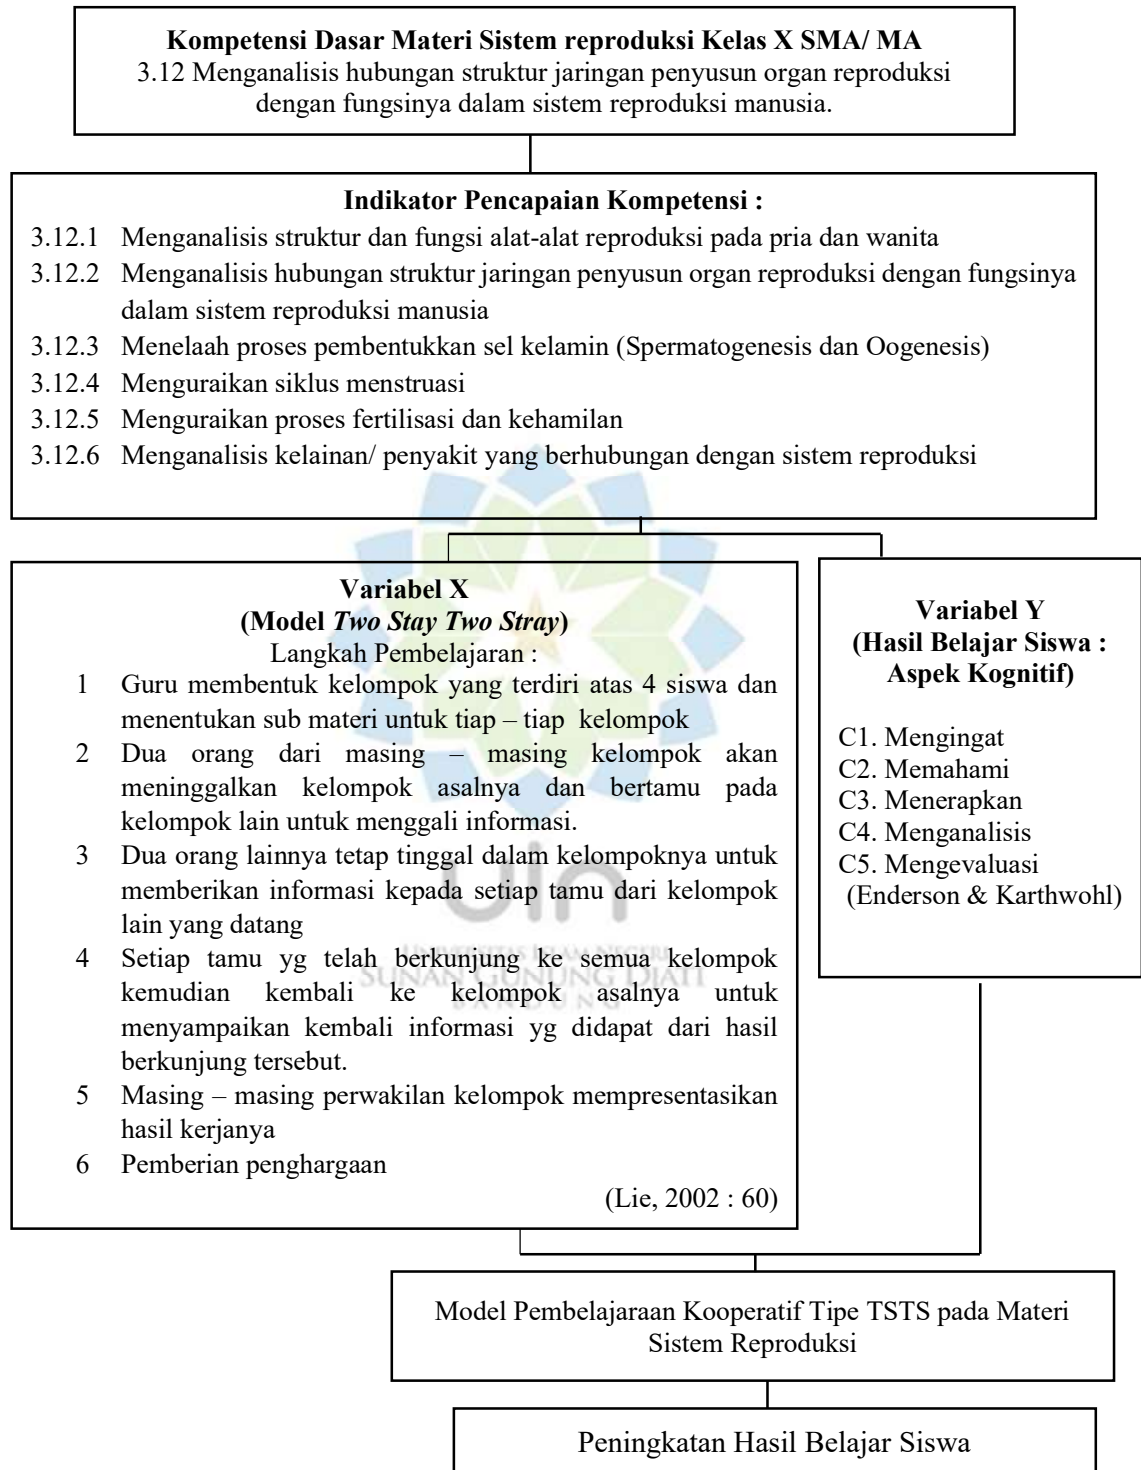 Kompetensi Dasar Materi Sistem reproduksi Kelas X SMA/ MA
3.12 Menganalisis hubungan struktur jaringan penyusun organ reproduksi
dengan fungsinya dalam sistem reproduksi manusia.
Indikator Pencapaian Kompetensi :
3.12.1 Menganalisis struktur dan fungsi alat-alat reproduksi pada pria dan wanita
3.12.2 Menganalisis hubungan struktur jaringan penyusun organ reproduksi dengan fungsinya
dalam sistem reproduksi manusia
3.12.3 Menelaah proses pembentukkan sel kelamin (Spermatogenesis dan Oogenesis)
3.12.4 Menguraikan siklus menstruasi
3.12.5 Menguraikan proses fertilisasi dan kehamilan
3.12.6 Menganalisis kelainan/ penyakit yang berhubungan dengan sistem reproduksi
Variabel X
(Model Two Stay Two Stray)
Langkah Pembelajaran :
1 Guru membentuk kelompok yang terdiri atas 4 siswa dan
menentukan sub materi untuk tiap – tiap kelompok
2 Dua orang dari masing – masing kelompok akan
meninggalkan kelompok asalnya dan bertamu pada
kelompok lain untuk menggali informasi.
3 Dua orang lainnya tetap tinggal dalam kelompoknya untuk
memberikan informasi kepada setiap tamu dari kelompok
lain yang datang
4 Setiap tamu yg telah berkunjung ke semua kelompok
kemudian kembali ke kelompok asalnya untuk
menyampaikan kembali informasi yg didapat dari hasil
berkunjung tersebut.
5 Masing – masing perwakilan kelompok mempresentasikan
hasil kerjanya
6 Pemberian penghargaan
(Lie, 2002 : 60)
Variabel Y
(Hasil Belajar Siswa :
Aspek Kognitif)
C1. Mengingat
C2. Memahami
C3. Menerapkan
C4. Menganalisis
C5. Mengevaluasi
(Enderson & Karthwohl)
uin
UNIVERSITAS ISLAM NEGERI
SUNAN GUNUNG DJATI
BANDUNG
Model Pembelajaraan Kooperatif Tipe TSTS pada Materi
Sistem Reproduksi
Peningkatan Hasil Belajar Siswa